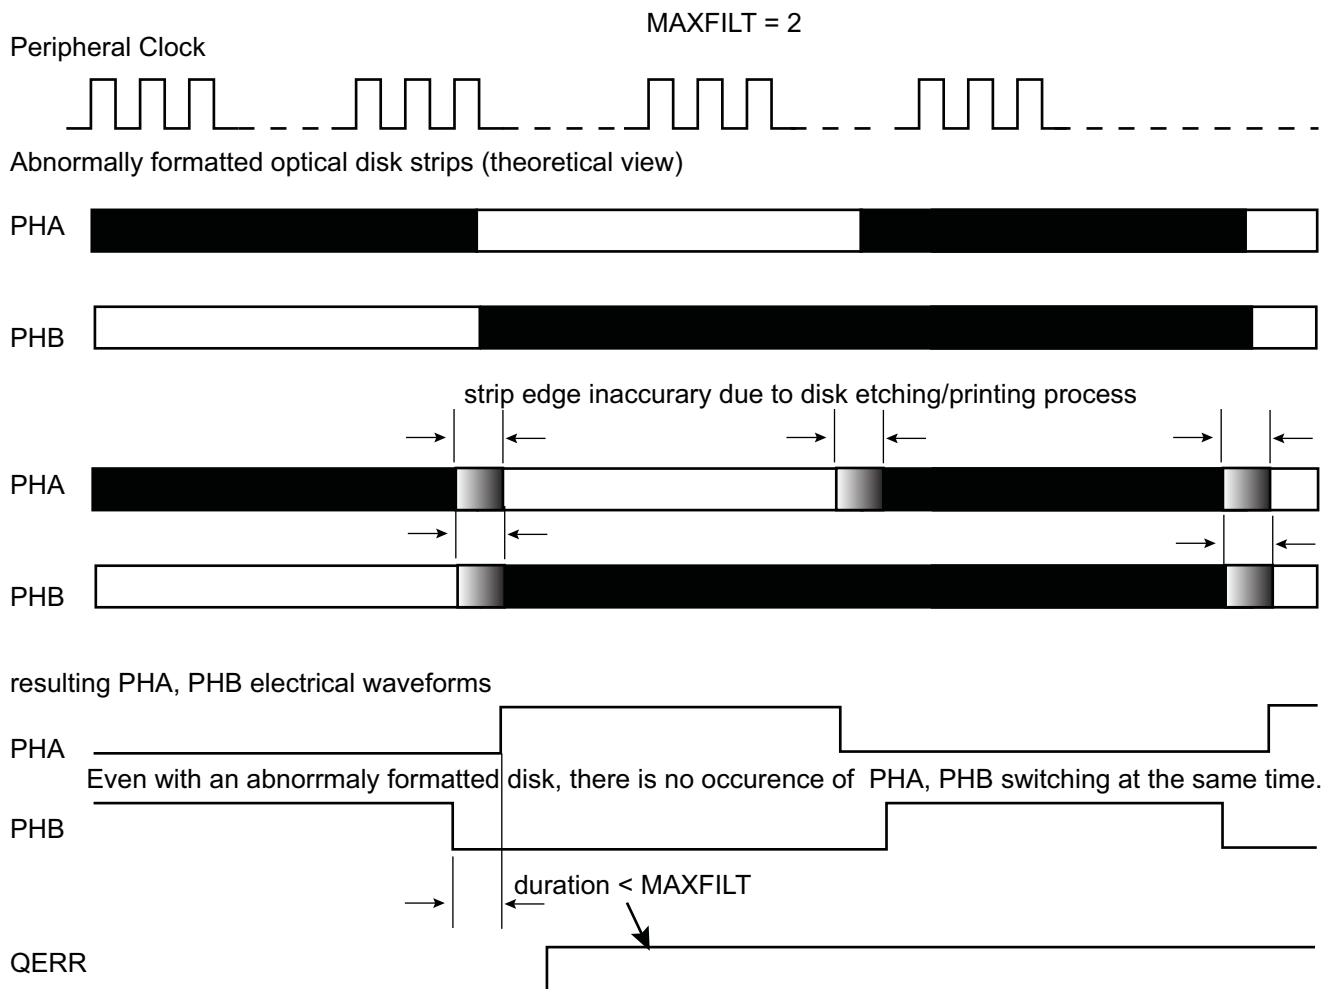 MAXFILT = 2
Peripheral Clock
Abnormally formatted optical disk strips (theoretical view)
PHA
PHB
strip edge inaccurary due to disk etching/printing process
PHA
PHB
resulting PHA, PHB electrical waveforms
PHA
Even with an abnorrmaly formatted disk, there is no occurence of PHA, PHB switching at the same time.
PHB
duration < MAXFILT
QERR